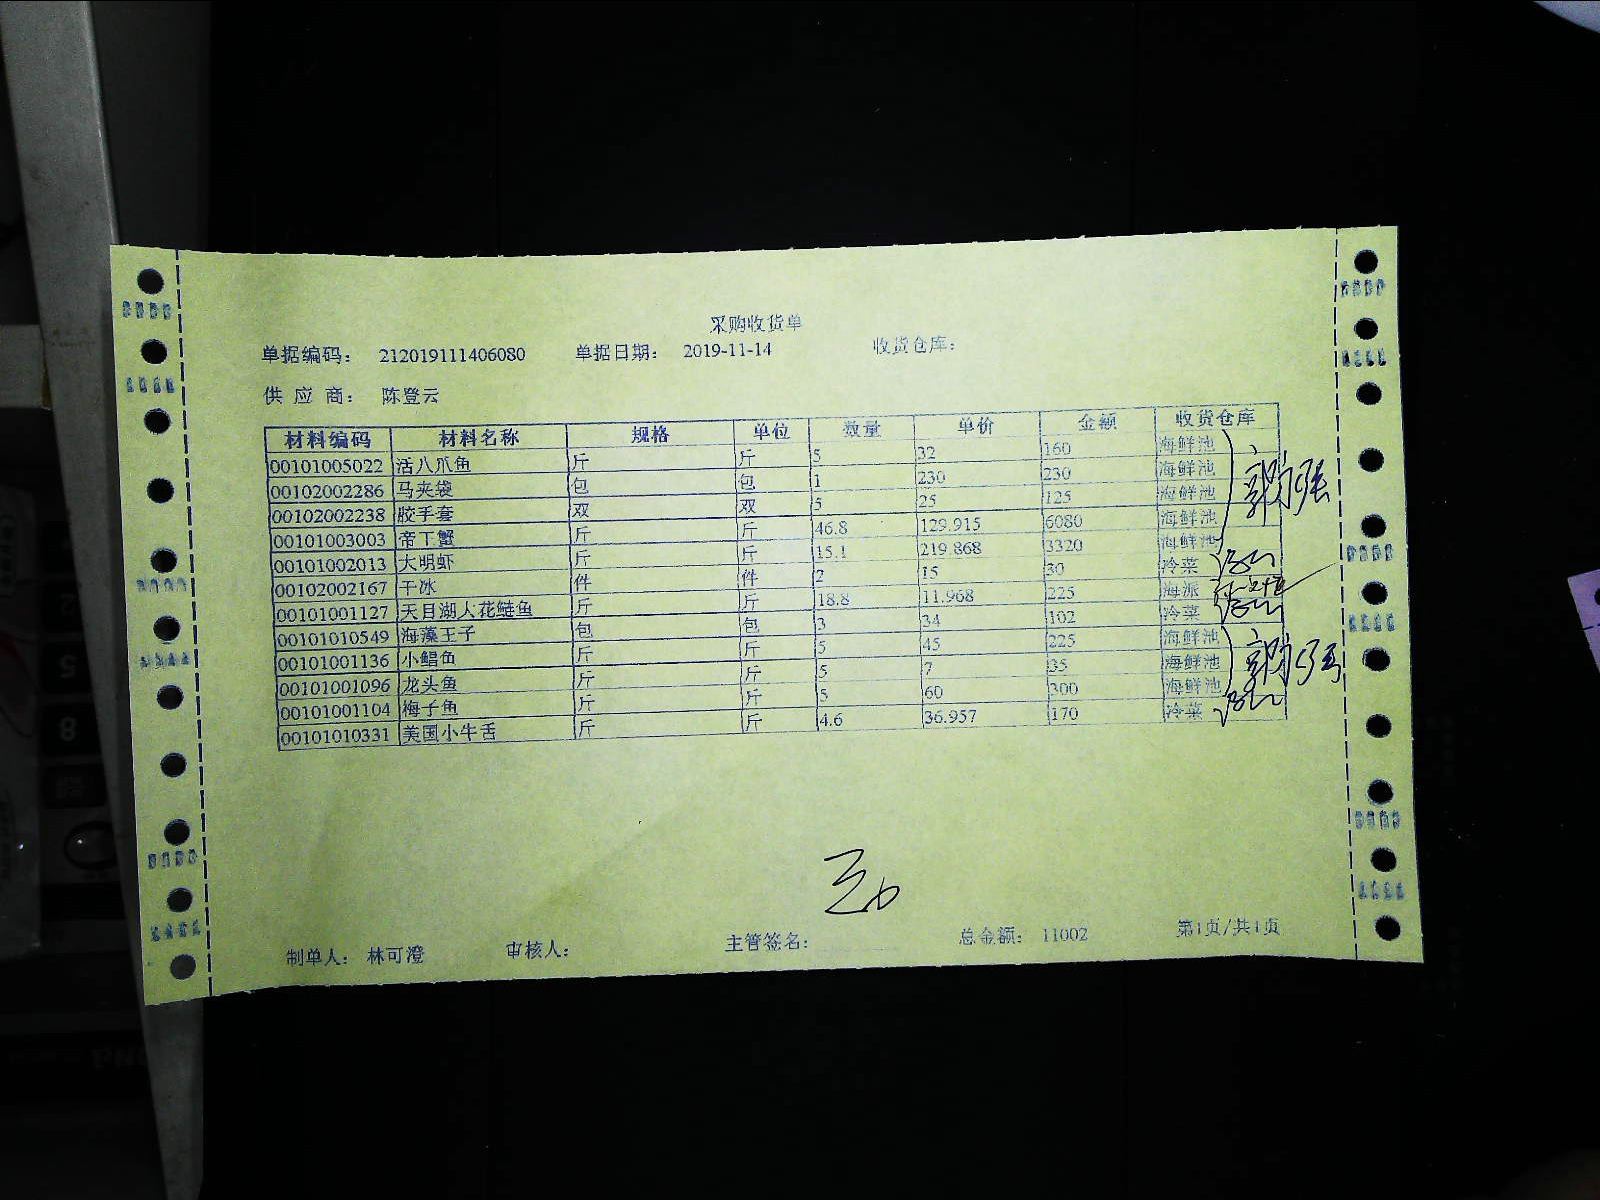 采购收货单
单据编码： 212019111406080 单据日期： 2019-11-14 收货仓库：
供 应 商： 陈登云
材料编码 材料名称 规格 单位 数量 单价 金额 收货仓库
00101005022 活八爪鱼 斤 斤 5 32 160 海鲜池
00102002286 马夹袋 包 包 1 230 230 海鲜池
00102002238 胶手套 双 双 5 25 125 海鲜池
00101003003 帝王蟹 斤 斤 46.8 129.915 6080 海鲜池
00101002013 大明虾 斤 斤 15.1 219.868 3320 海鲜池
00102002167 干冰 件 件 2 15 30 冷菜
00101001127 天目湖人花鲢鱼 斤 斤 18.8 11.968 225 海派
00101010549 海藻王子 包 包 3 34 102 冷菜
00101001136 小鲳鱼 斤 斤 5 45 225 海鲜池
00101001096 龙头鱼 斤 斤 5 7 35 海鲜池
00101001104 梅子鱼 斤 斤 5 60 300 海鲜池
00101010331 美国小牛舌 斤 斤 4.6 36.957 170 冷菜
制单人： 林可澄 审核人： 主管签名： 总金额： 11002 第1页/共1页